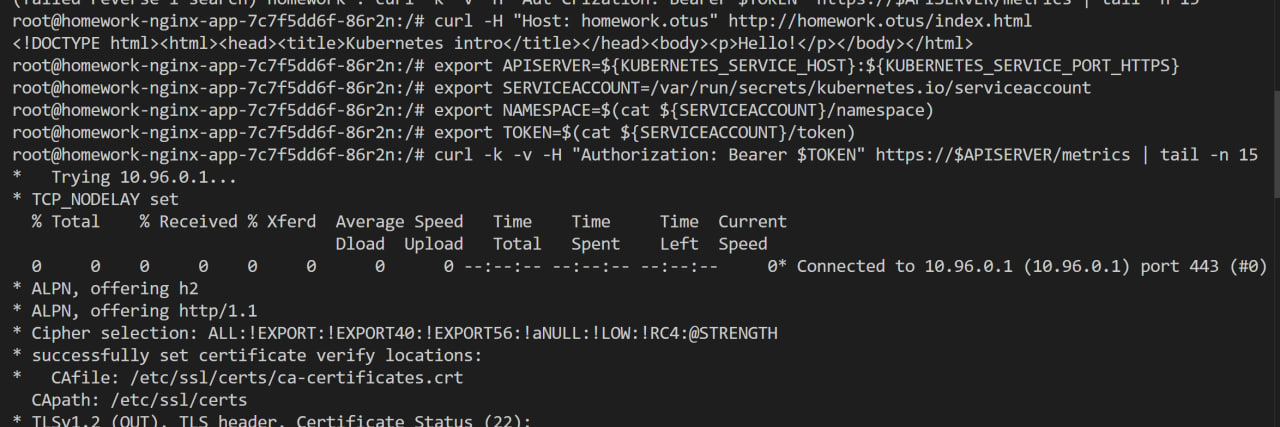 (failed reverse-i-search)`homework': curl -k -v -H "Aut Crization: Bearer $TOKEN" https://$APISERVER/metrics | tail -n 15
root@homework-nginx-app-7c7f5dd6f-86r2n:/# curl -H "Host: homework.otus" http://homework.otus/index.html
<!DOCTYPE html><html><head><title>Kubernetes intro</title></head><body><p>Hello!</p></body></html>
root@homework-nginx-app-7c7f5dd6f-86r2n:/# export APISERVER=${KUBERNETES_SERVICE_HOST}:${KUBERNETES_SERVICE_PORT_HTTPS}
root@homework-nginx-app-7c7f5dd6f-86r2n:/# export SERVICEACCOUNT=/var/run/secrets/kubernetes.io/serviceaccount
root@homework-nginx-app-7c7f5dd6f-86r2n:/# export NAMESPACE=$(cat ${SERVICEACCOUNT}/namespace)
root@homework-nginx-app-7c7f5dd6f-86r2n:/# export TOKEN=$(cat ${SERVICEACCOUNT}/token)
root@homework-nginx-app-7c7f5dd6f-86r2n:/# curl -k -v -H "Authorization: Bearer $TOKEN" https://$APISERVER/metrics | tail -n 15
*   Trying 10.96.0.1...
* TCP_NODELAY set
  % Total    % Received % Xferd  Average Speed   Time    Time     Time  Current
                                 Dload  Upload   Total   Spent    Left  Speed
  0     0    0     0    0     0      0      0 --:--:-- --:--:-- --:--:--     0* Connected to 10.96.0.1 (10.96.0.1) port 443 (#0)
* ALPN, offering h2
* ALPN, offering http/1.1
* Cipher selection: ALL:!EXPORT:!EXPORT40:!EXPORT56:!aNULL:!LOW:!RC4:@STRENGTH
* successfully set certificate verify locations:
*   CAfile: /etc/ssl/certs/ca-certificates.crt
  CApath: /etc/ssl/certs
* TLSv1.2 (OUT), TLS header, Certificate Status (22):